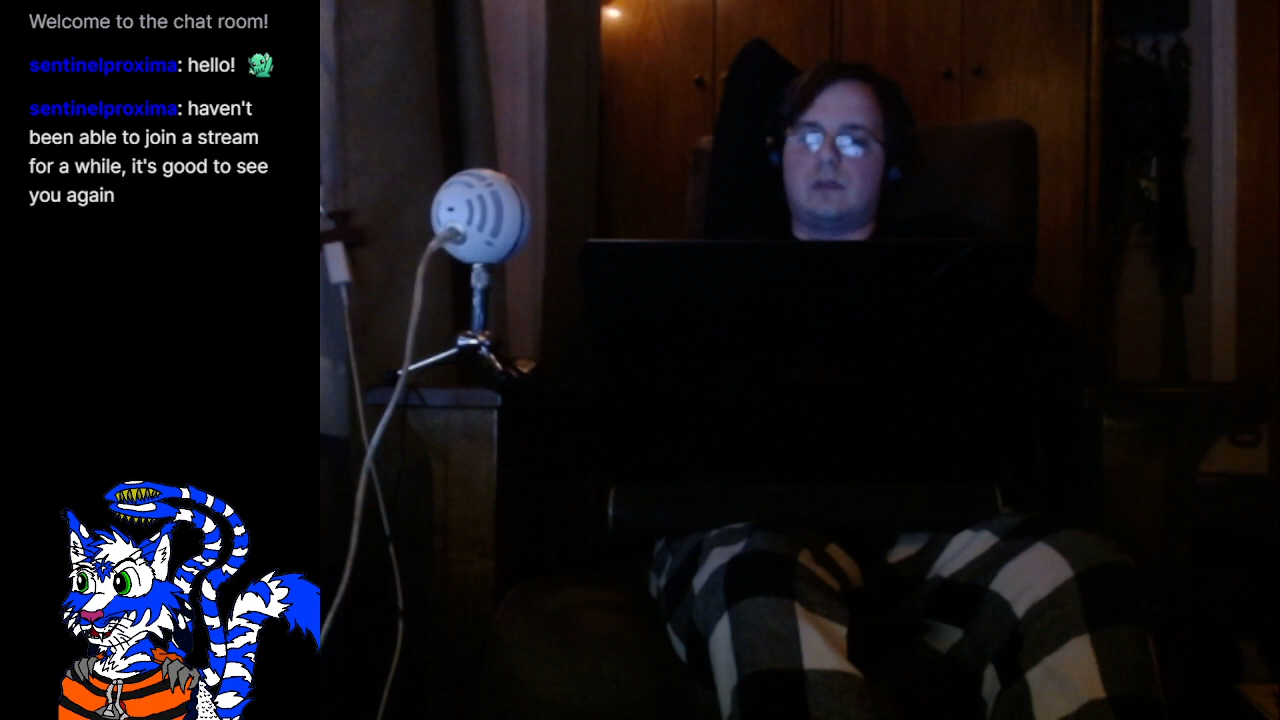 Welcome to the chat room!
sentinelproxima: hello!
sentinelproxima: haven't
been able to join a stream
for a while, it's good to see
you again